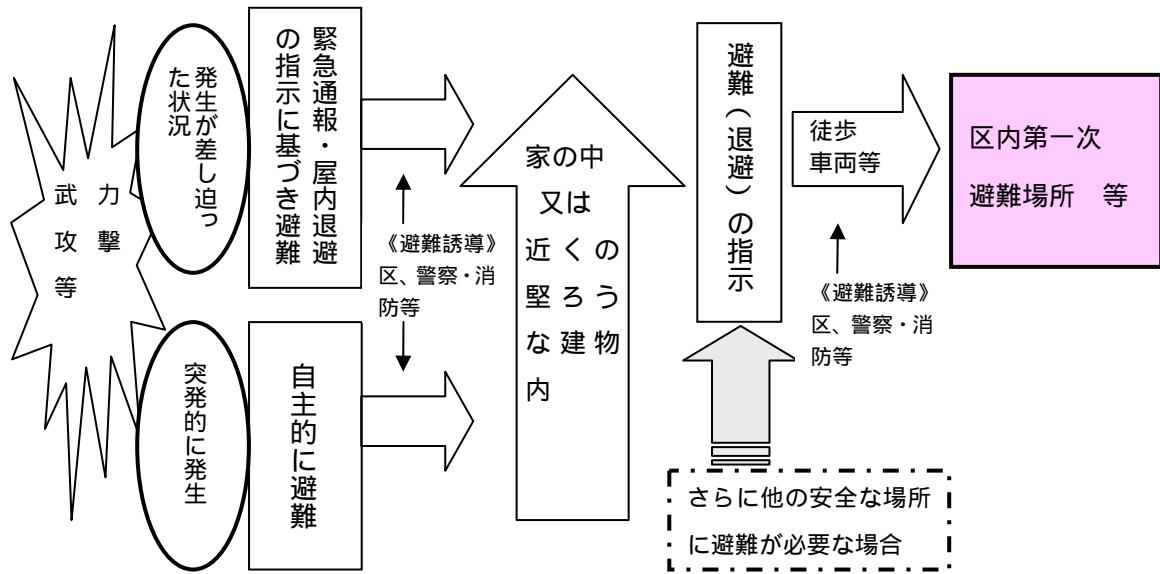 武 力
攻 撃
等
発生が差し迫っ
た状況
緊急通報・屋内退避
の指示に基づき避難
突発的に発生
自主的に避難
《避難誘導》
区、警察・消
防等
家の中
又は
近くの
堅ろう
な建物
内
避難（退避）の指示
さらに他の安全な場所
に避難が必要な場合
徒歩
車両等
《避難誘導》
区、警察・消
防等
区内第一次
避難場所　等